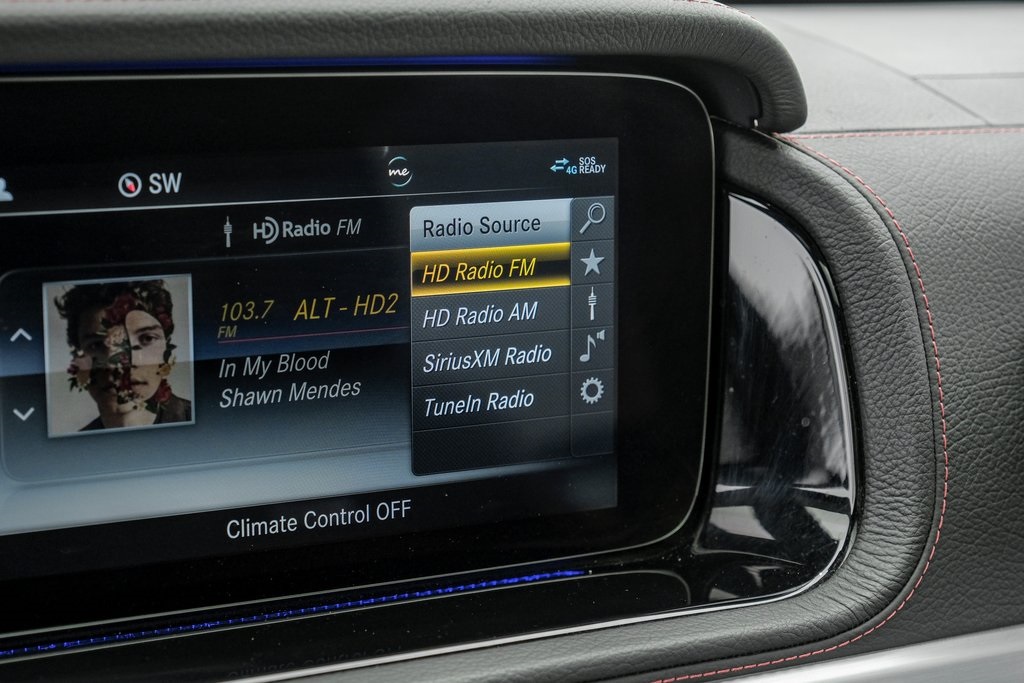 SW
me
4G SOS READY
HD Radio FM
Radio Source
HD Radio FM
HD Radio AM
SiriusXM Radio
TuneIn Radio
103.7 ALT - HD2
FM
In My Blood
Shawn Mendes
Climate Control OFF